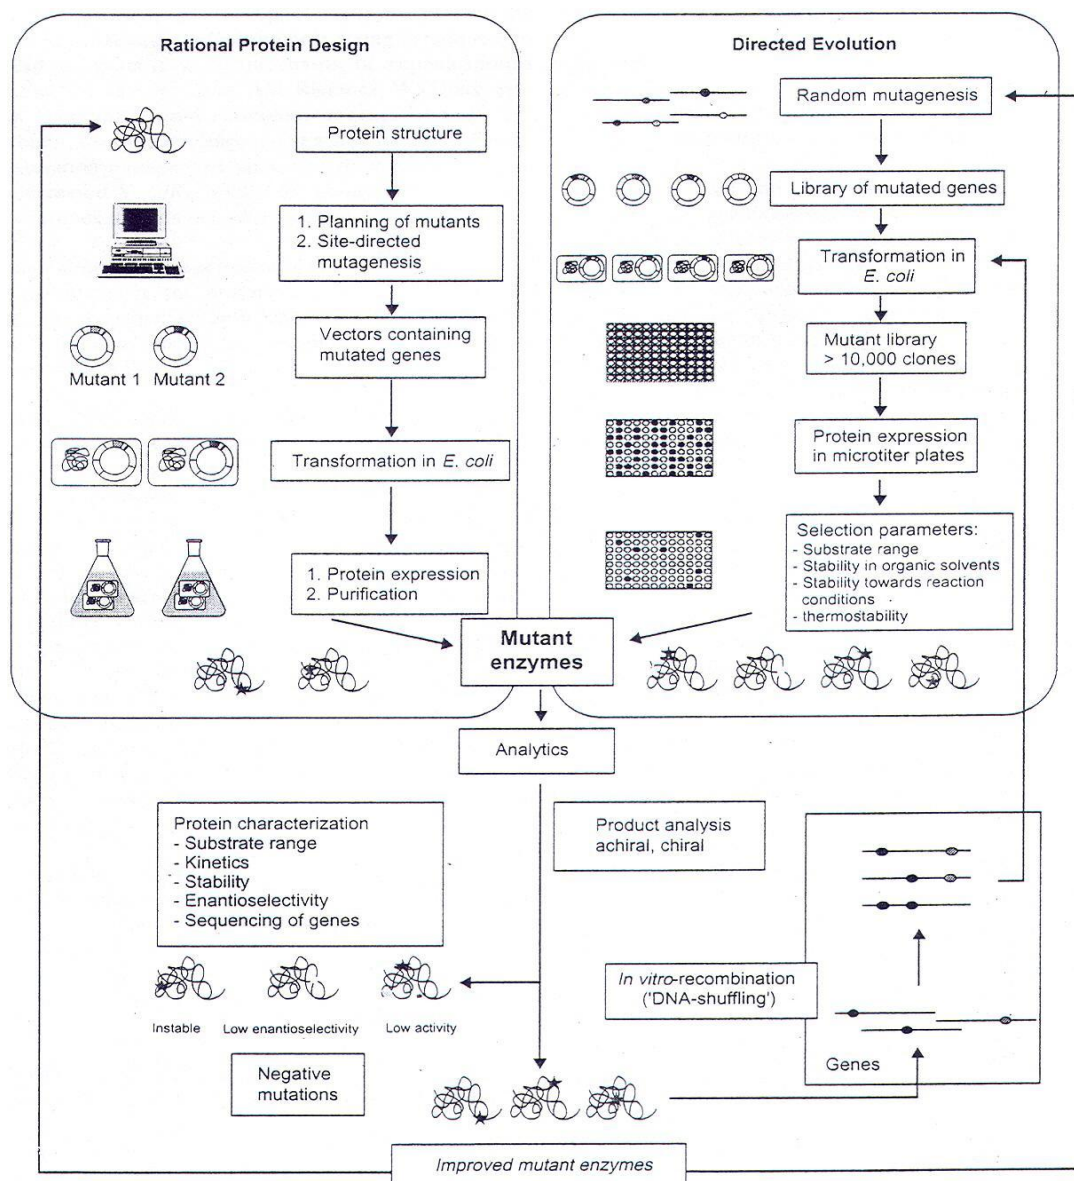 Rational Protein Design
Protein structure
1. Planning of mutants
2. Site-directed
mutagenesis
Vectors containing
mutated genes
Mutant 1 Mutant 2
Transformation in E. coli
1. Protein expression
2. Purification
Directed Evolution
Random mutagenesis
Library of mutated genes
Transformation in
E. coli
Mutant library
> 10,000 clones
Protein expression
in microtiter plates
Selection parameters:
- Substrate range
- Stability in organic solvents
- Stability towards reaction
conditions
- thermostability
Mutant
enzymes
Analytics
Protein characterization
- Substrate range
- Kinetics
- Stability
- Enantioselectivity
- Sequencing of genes
Product analysis
achiral, chiral
Instable Low enantioselectivity Low activity
Negative
mutations
In vitro-recombination
('DNA-shuffling')
Genes
Improved mutant enzymes